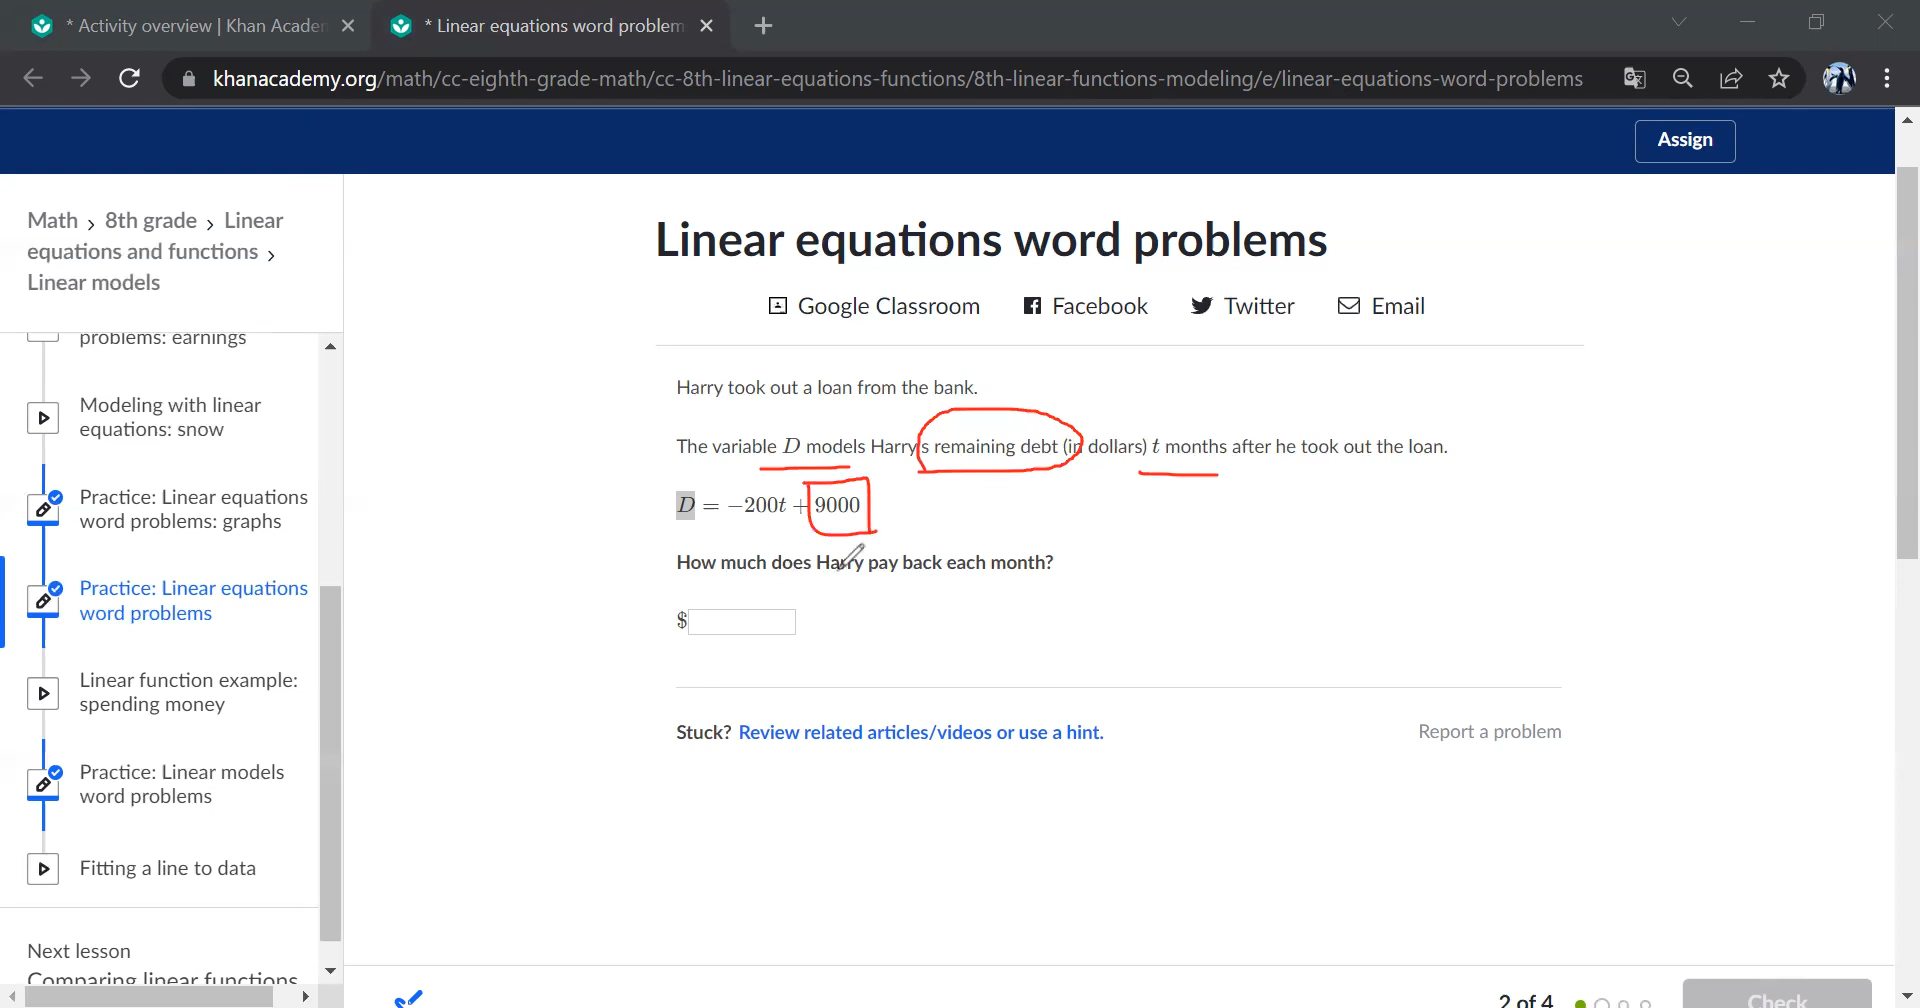 * Activity overview | Khan Acader
* Linear equations word problem
khanacademy.org/math/cc-eighth-grade-math/cc-8th-linear-equations-functions/8th-linear-functions-modeling/e/linear-equations-word-problems
Assign
Math > 8th grade > Linear
equations and functions >
Linear models
problems: earnings
Modeling with linear
equations: snow
Practice: Linear equations
word problems: graphs
Practice: Linear equations
word problems
Linear function example:
spending money
Practice: Linear models
word problems
Fitting a line to data
Next lesson
Comparing linear functions
Linear equations word problems
Google Classroom
Facebook
Twitter
Email
Harry took out a loan from the bank.
The variable D models Harry's remaining debt (in dollars) t months after he took out the loan.
D = −200t + 9000
How much does Harry pay back each month?
$
Stuck? Review related articles/videos or use a hint.
Report a problem
2 of 4
Check